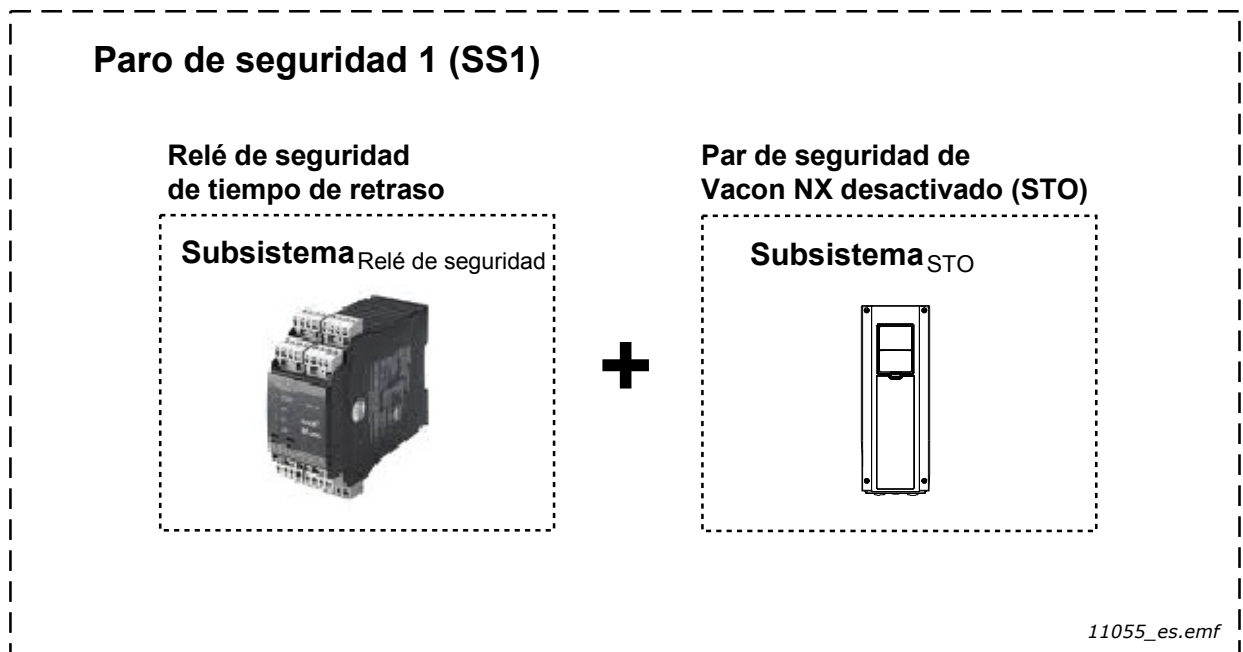 Paro de seguridad 1 (SS1)
Relé de seguridad
de tiempo de retraso
Par de seguridad de
Vacon NX desactivado (STO)
Subsistema Relé de seguridad
Subsistema STO
11055_es.emf